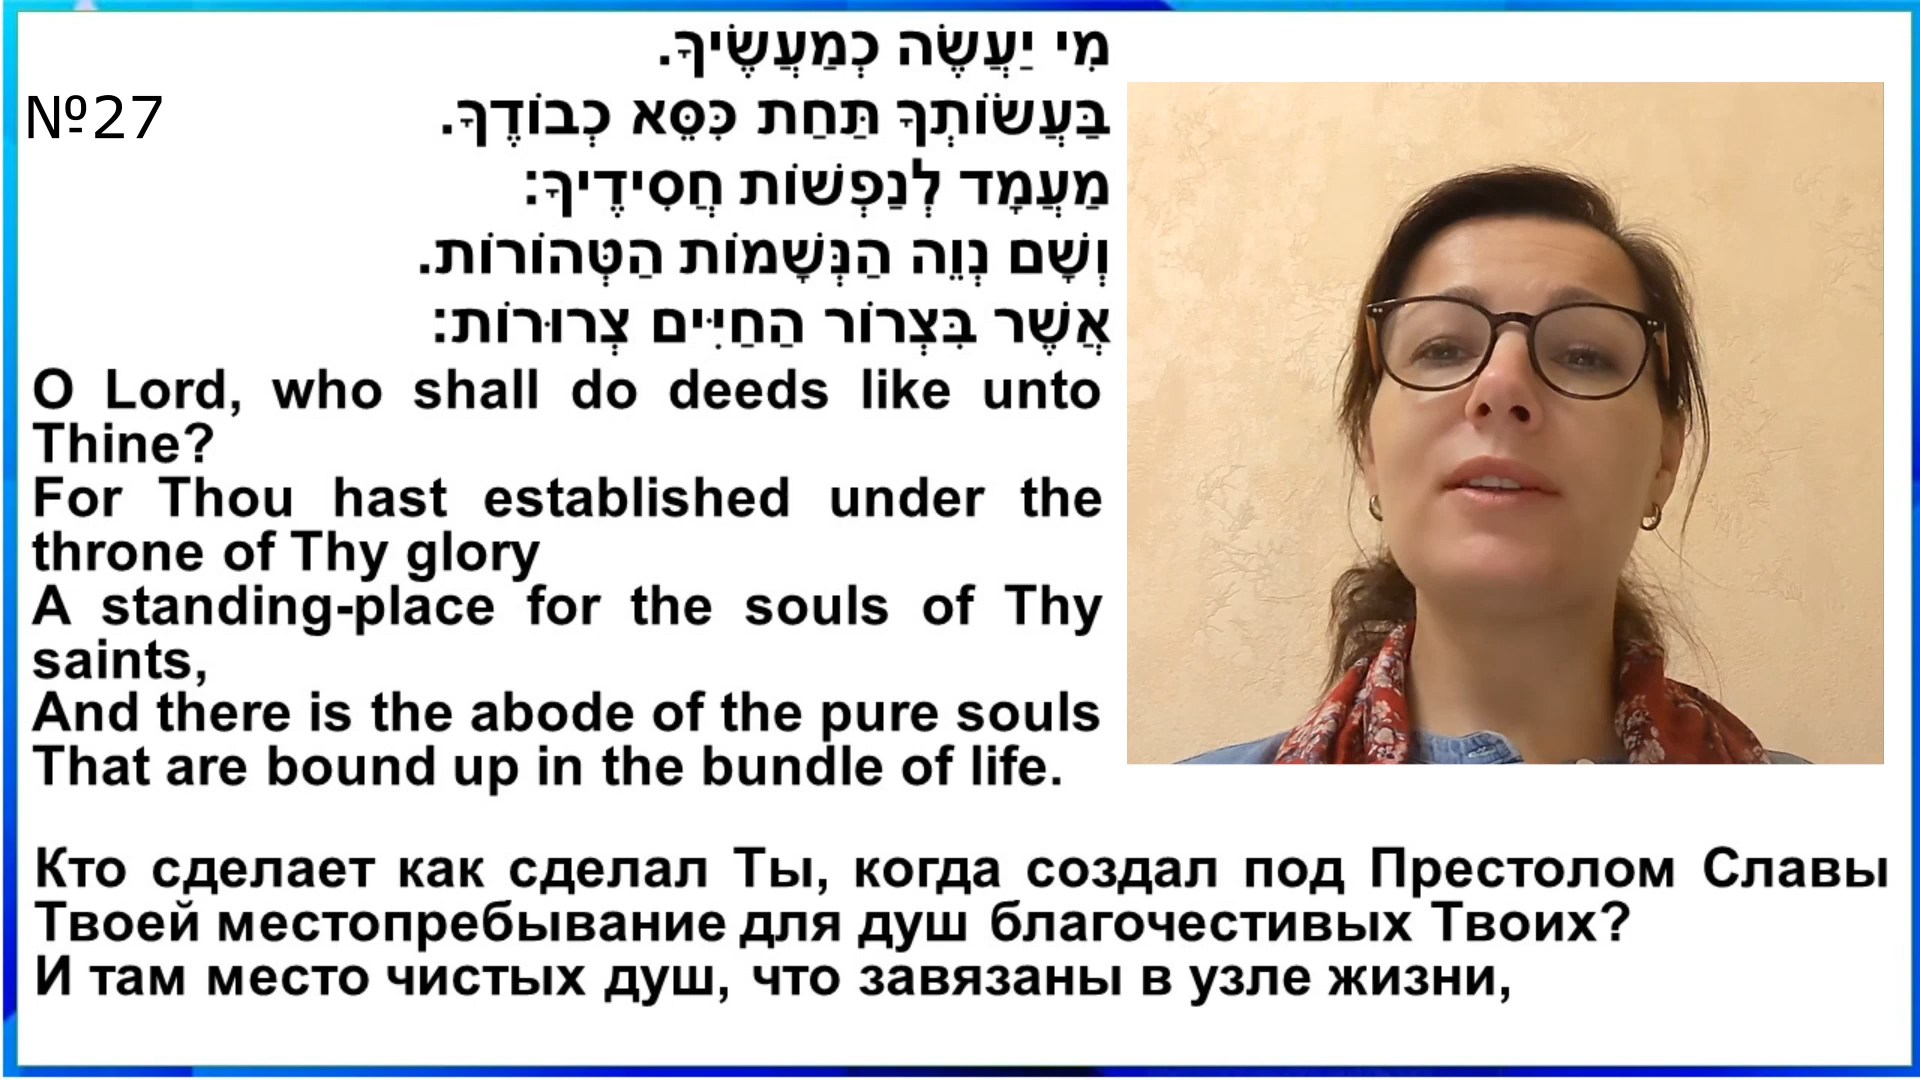 מִי יַעֲשֶׂה כְמַעֲשֶׂיךָ.
№27
בַּעֲשׂוֹתְךָ תַּחַת כִּסֵּא כְבוֹדֶךָ.
מַעֲמָד לְנַפְשׁוֹת חֲסִידֶיךָ:
וְשָׁם נְוֵה הַנְּשָׁמוֹת הַטְּהוֹרוֹת.
אֲשֶׁר בִּצְרוֹר הַחַיִּים צְרוּרוֹת:
O Lord, who shall do deeds like unto
Thine?
For Thou hast established under the
throne of Thy glory
A standing-place for the souls of Thy
saints,
And there is the abode of the pure souls
That are bound up in the bundle of life.
Кто сделает как сделал Ты, когда создал под Престолом Славы
Твоей местопребывание для душ благочестивых Твоих?
И там место чистых душ, что завязаны в узле жизни,